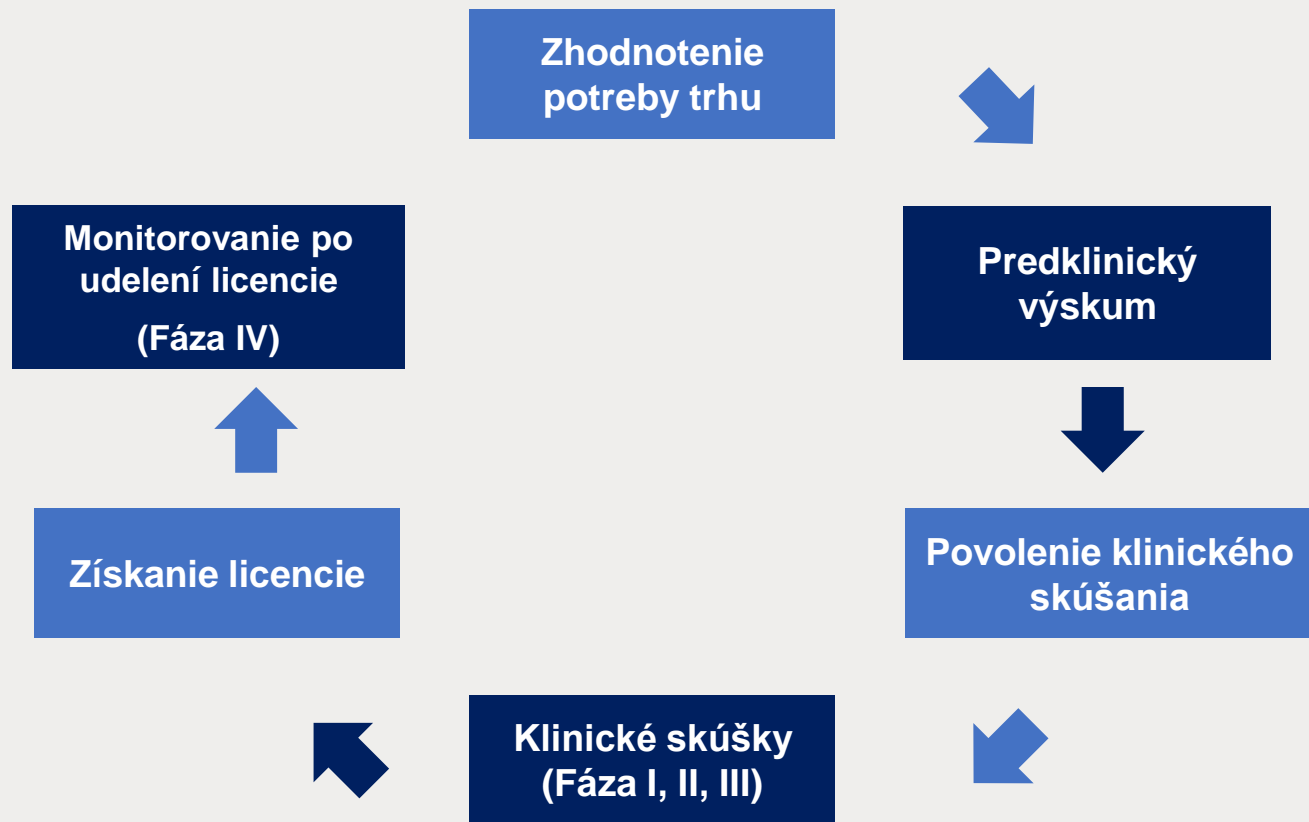 Zhodnotenie
potreby trhu
Predklinický
výskum
Povolenie klinického
skúšania
Klinické skúšky
(Fáza I, II, III)
Získanie licencie
Monitorovanie po
udelení licencie
(Fáza IV)